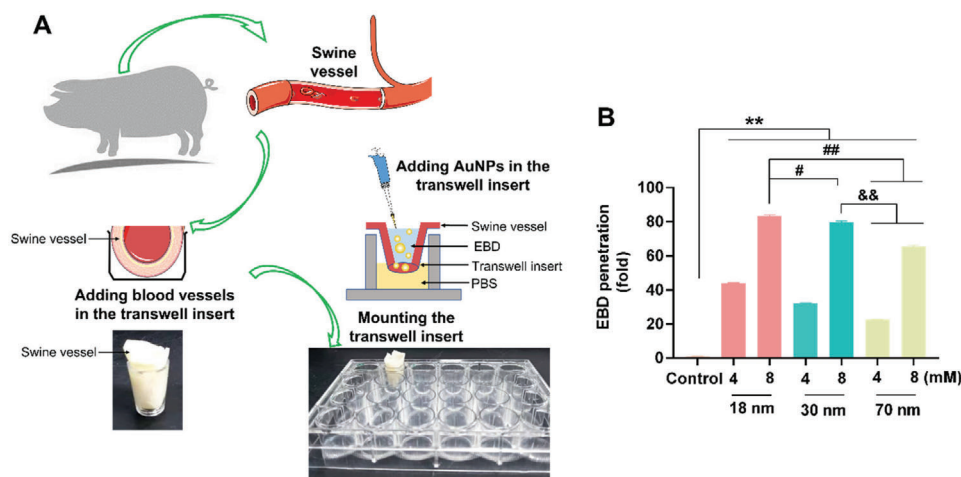 A
Swine
vessel
Adding AuNPs in the
transwell insert
Swine vessel
EBD
Transwell insert
PBS
Swine vessel
Adding blood vessels
in the transwell insert
Swine vessel
Mounting the
transwell insert
B
**
##
#
&&
EBD penetration
(fold)
100
80
60
40
20
0
Control 4 8 4 8 4 8 (mM)
18 nm 30 nm 70 nm